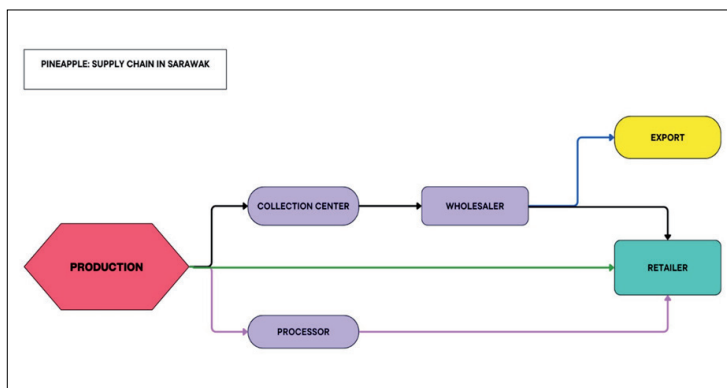 PINEAPPLE: SUPPLY CHAIN IN SARAWAK
EXPORT
COLLECTION CENTER
WHOLESALER
PRODUCTION
RETAILER
PROCESSOR